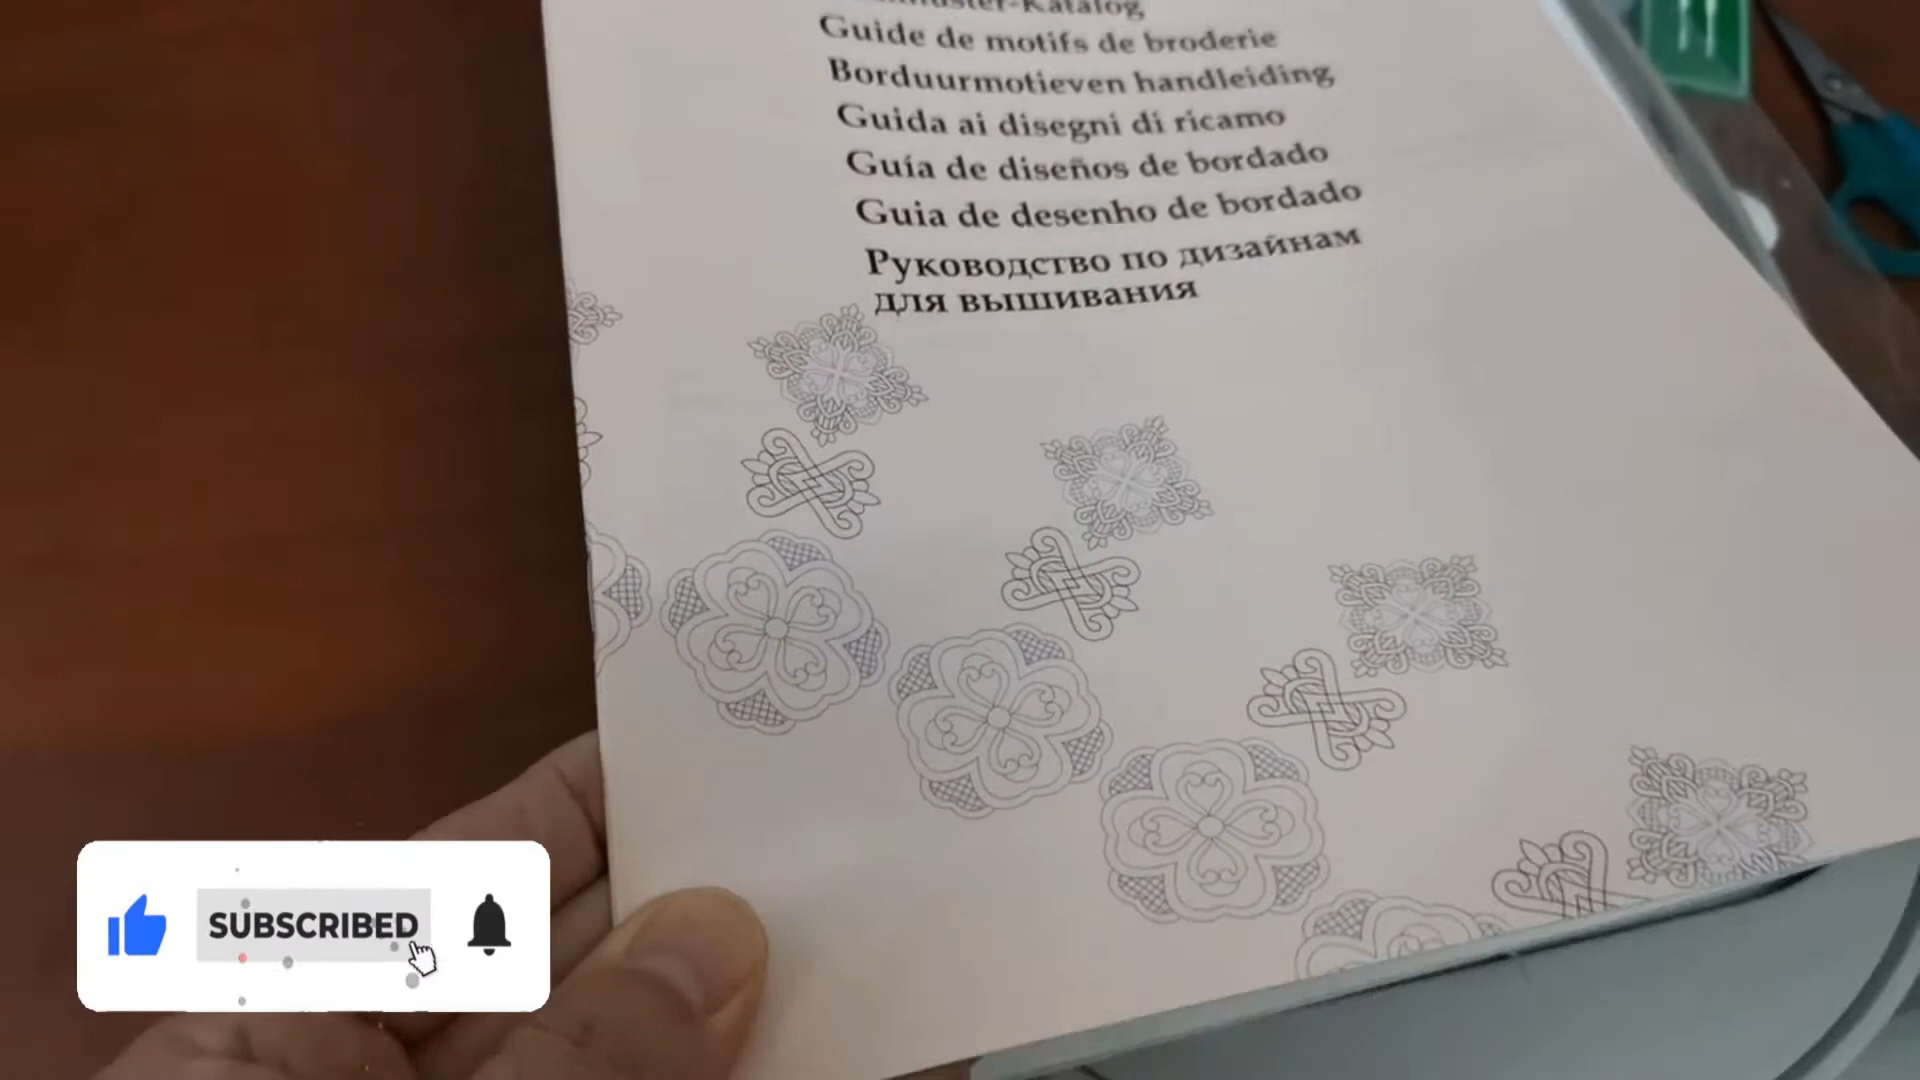 Guide de motifs de broderie
Borduurmotieven handleiding
Guida ai disegni di ricamo
Guía de diseños de bordado
Guia de desenho de bordado
Руководство по дизайнам
для вышивания
SUBSCRIBED